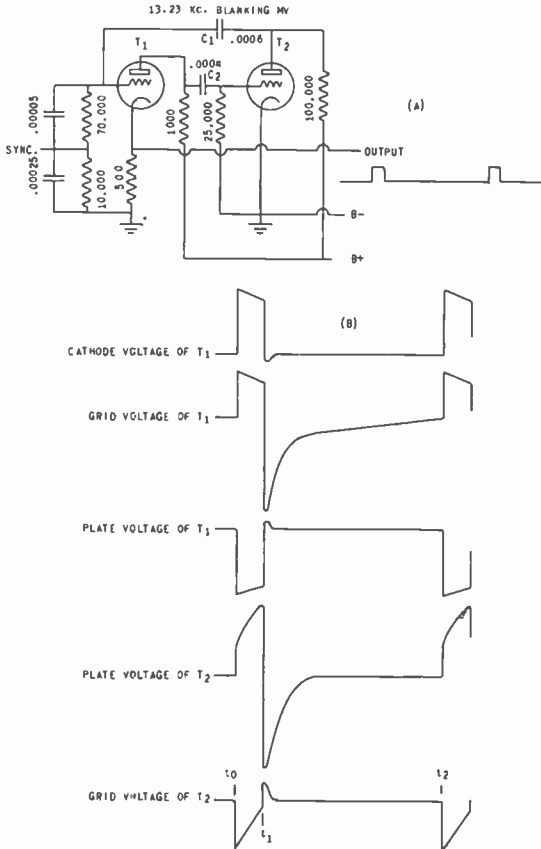 13.23 KC. BLANKING MV
T1
C1 .0006
T2
C2
(A)
.00005
70,000
1000
25,000
100,000
SYNC.
OUTPUT
.00025
10,000
500
B-
B+
(B)
CATHODE VOLTAGE OF T1
GRID VOLTAGE OF T1
PLATE VOLTAGE OF T1
PLATE VOLTAGE OF T2
t0
t2
GRID VOLTAGE OF T2
t1